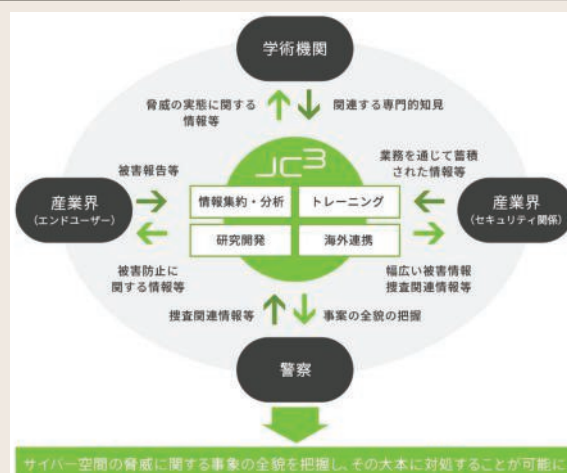 学術機関
脅威の実態に関する
情報等
関連する専門的知見
JC3
被害報告等
業務を通じて蓄積
された情報等
産業界
(エンドユーザー)
情報集約・分析
トレーニング
産業界
(セキュリティ関係)
研究開発
海外連携
被害防止に
関する情報等
幅広い被害情報
捜査関連情報等
捜査関連情報等
事案の全貌の把握
警察
サイバー空間の脅威に関する事象の全貌を把握し、その大本に対処することが可能に